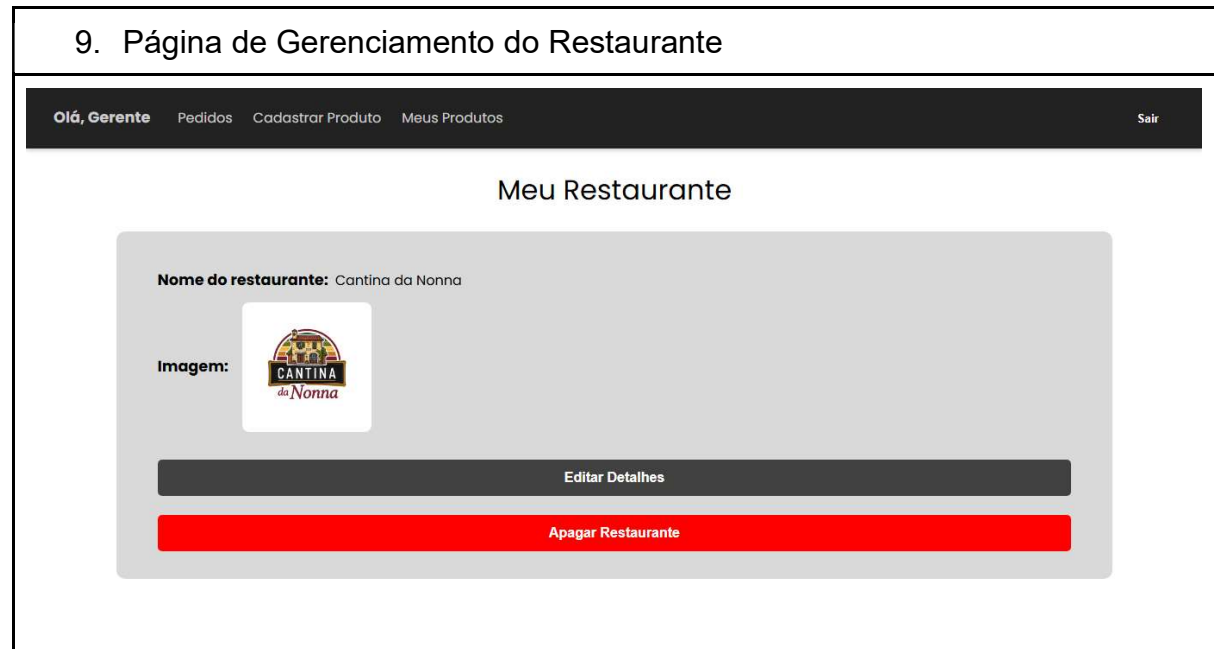 9. Página de Gerenciamento do Restaurante
Olá, Gerente Pedidos Cadastrar Produto Meus Produtos Sair
Meu Restaurante
Nome do restaurante: Cantina da Nonna
Imagem:
CANTINA
da Nonna
Editar Detalhes
Apagar Restaurante